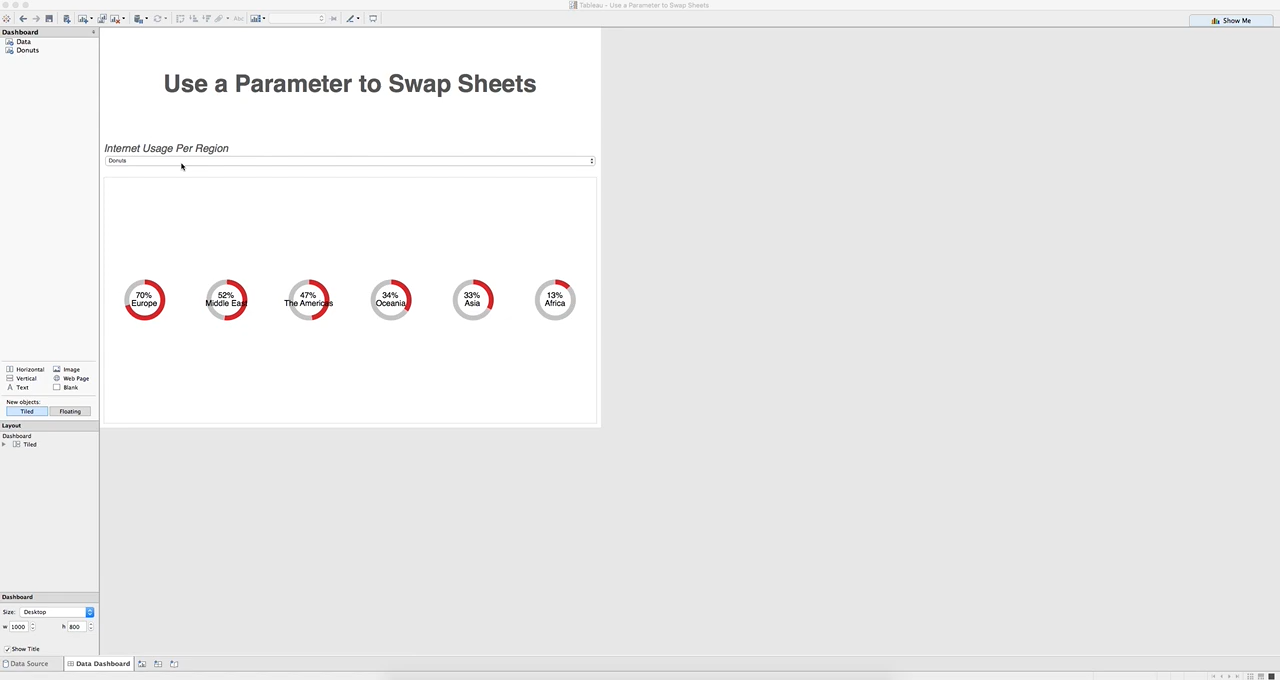 Tableau - Use a Parameter to Swap Sheets
Abc
Show Me
Dashboard
Data
Donuts
Use a Parameter to Swap Sheets
Internet Usage Per Region
Donuts
70%
Europe
52%
Middle East
47%
The Americas
34%
Oceania
33%
Asia
13%
Africa
Horizontal Image
Vertical Web Page
A Text Blank
New objects:
Tiled Floating
Layout
Dashboard
Tiled
Dashboard
Size: Desktop
w 1000 h 800
Show Title
Data Source Data Dashboard